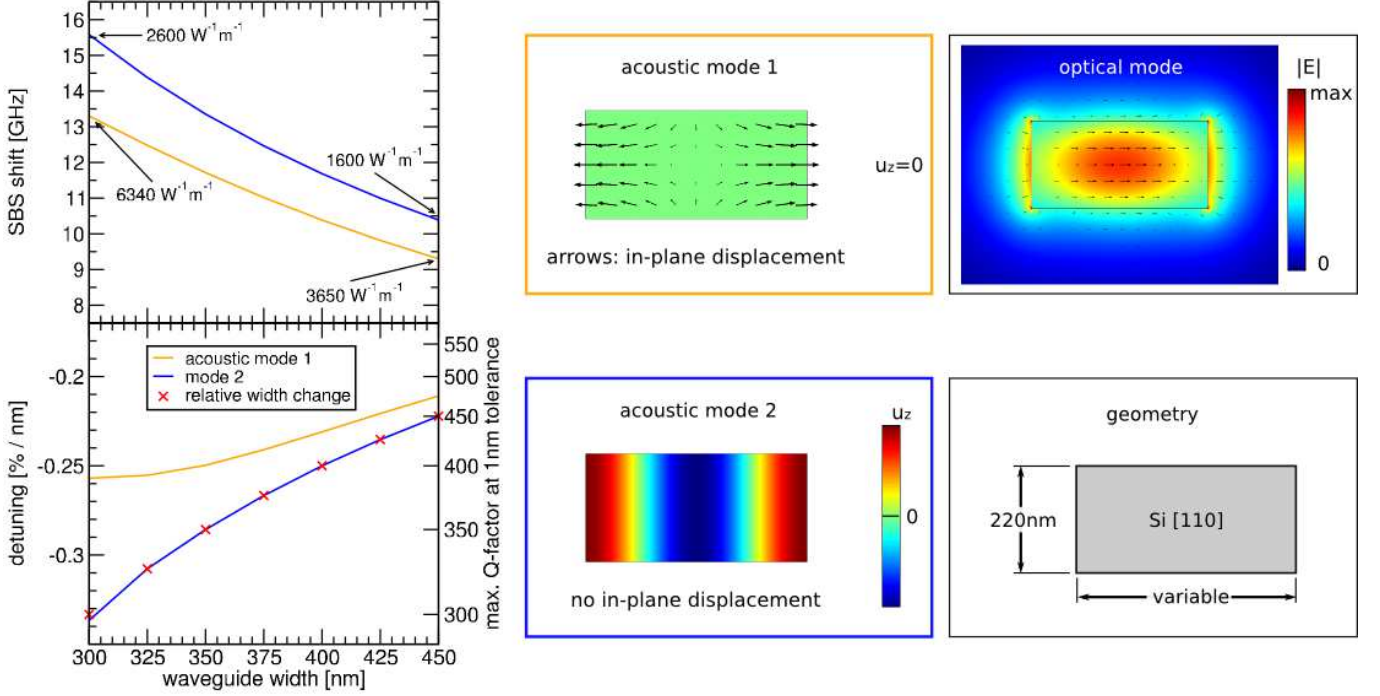 SBS shift [GHz]
16
15
14
13
12
11
10
9
8
2600 W⁻¹m⁻¹
1600 W⁻¹m⁻¹
6340 W⁻¹m⁻¹
3650 W⁻¹m⁻¹
detuning [% / nm]
-0.2
-0.25
-0.3
acoustic mode 1
mode 2
relative width change
550
500
450
400
350
300
max. Q-factor at 1nm tolerance
300 325 350 375 400 425 450
waveguide width [nm]
acoustic mode 1
u_z=0
arrows: in-plane displacement
optical mode
|E|
max
0
acoustic mode 2
u_z
0
no in-plane displacement
geometry
220nm
Si [110]
variable